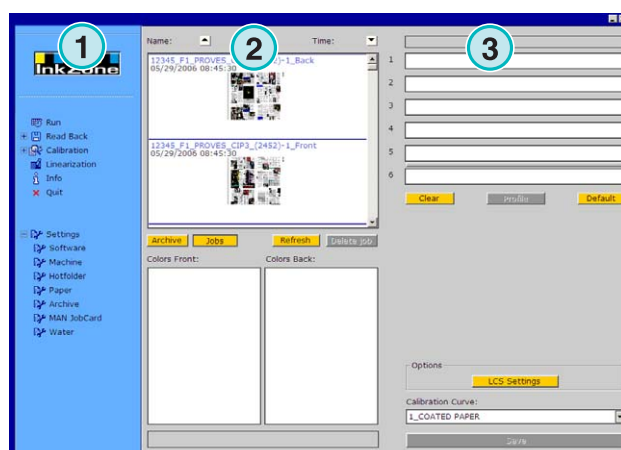 1
InkZone
Run
Read Back
Calibration
Linearization
Info
Quit
Settings
Software
Machine
Hotfolder
Paper
Archive
MAN JobCard
Water
2
Name:
Time:
05/29/2006 08:45:30
12345_F1_PROVES_CIP3_(2452)-1_Front
05/29/2006 08:45:30
Archive
Jobs
Refresh
Delete job
Colors Front:
Colors Back:
3
1
2
3
4
5
6
Clear
Profile
Default
Options
LCS Settings
Calibration Curve:
1_COATED PAPER
Save